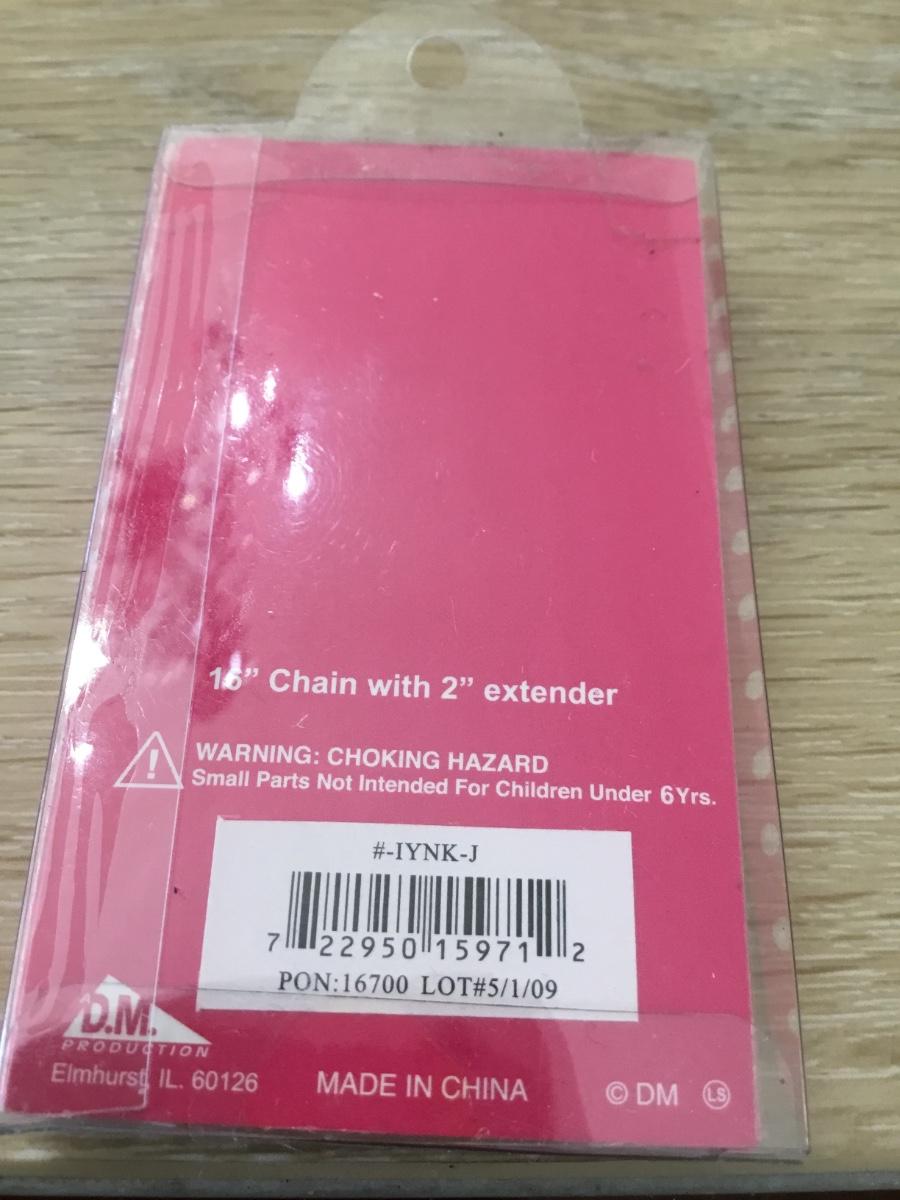 16” Chain with 2” extender
WARNING: CHOKING HAZARD
Small Parts Not Intended For Children Under 6Yrs.
#-IYNK-J
7 22950 15971 2
PON:16700 LOT#5/1/09
D.M.
PRODUCTION
Elmhurst, IL. 60126 MADE IN CHINA © DM LS